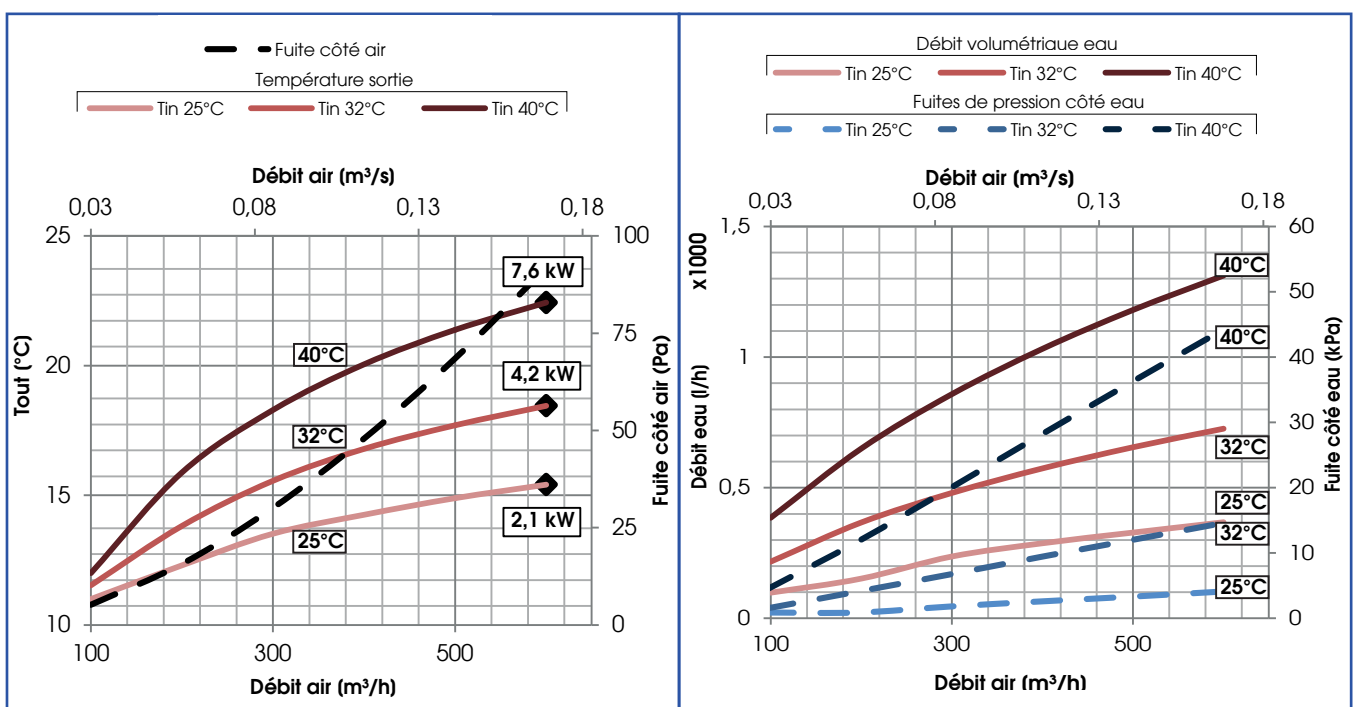 Fuite côté air
Température sortie
Tin 25°C Tin 32°C Tin 40°C
Débit air (m³/s)
0,03 0,08 0,13 0,18
25 100
7,6 kW
20 75
40°C
4,2 kW
Tout (°C)
Fuite côté air (Pa)
32°C
15 50
2,1 kW
25°C
25
10 0
100 300 500
Débit air (m³/h)
Débit volumétriaue eau
Tin 25°C Tin 32°C Tin 40°C
Fuites de pression côté eau
Tin 25°C Tin 32°C Tin 40°C
Débit air (m³/s)
0,03 0,08 0,13 0,18
1,5 60
x1000
40°C
50
1 40°C 40
Débit eau (l/h)
Fuite côté eau (kPa)
30
32°C
0,5 20
25°C
32°C
10
25°C
0 0
100 300 500
Débit air (m³/h)